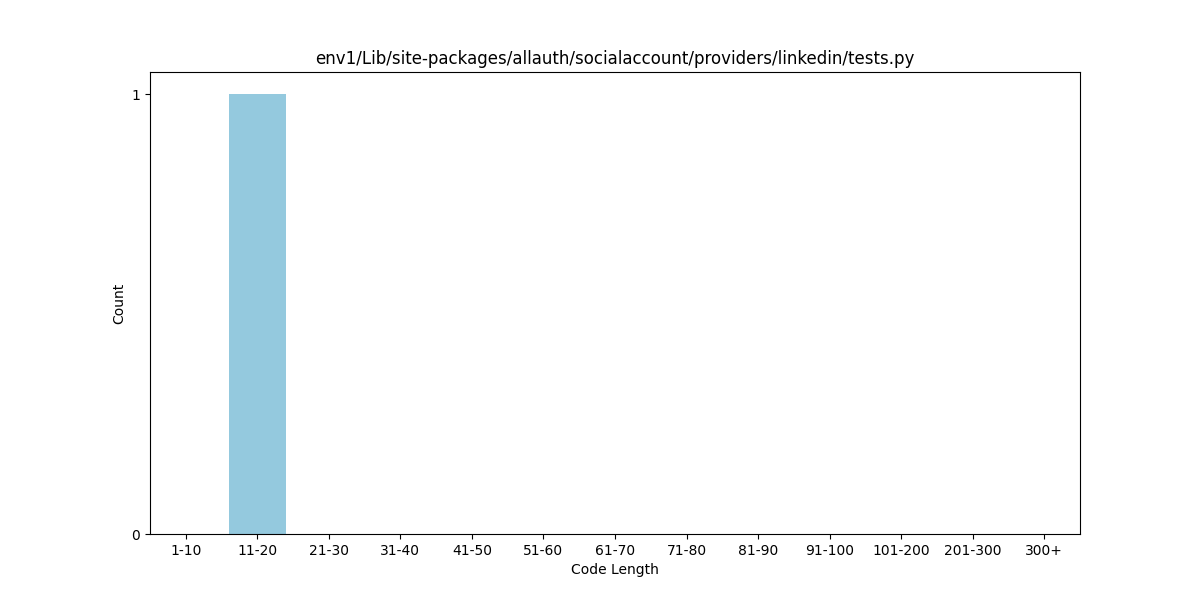 env1/Lib/site-packages/allauth/socialaccount/providers/linkedin/tests.py
1
Count
0
1-10 11-20 21-30 31-40 41-50 51-60 61-70 71-80 81-90 91-100 101-200 201-300 300+
Code Length